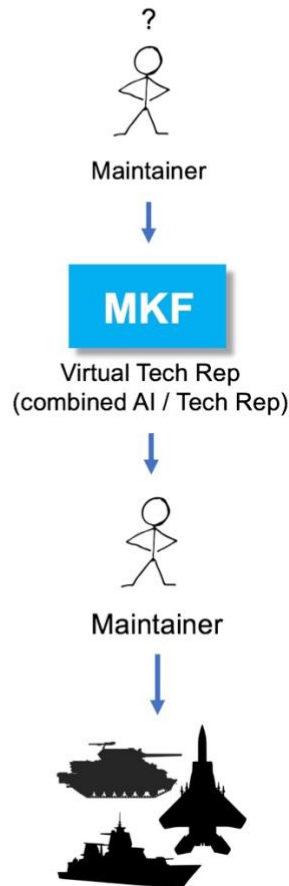 ?
Maintainer
MKF
Virtual Tech Rep
(combined AI / Tech Rep)
Maintainer